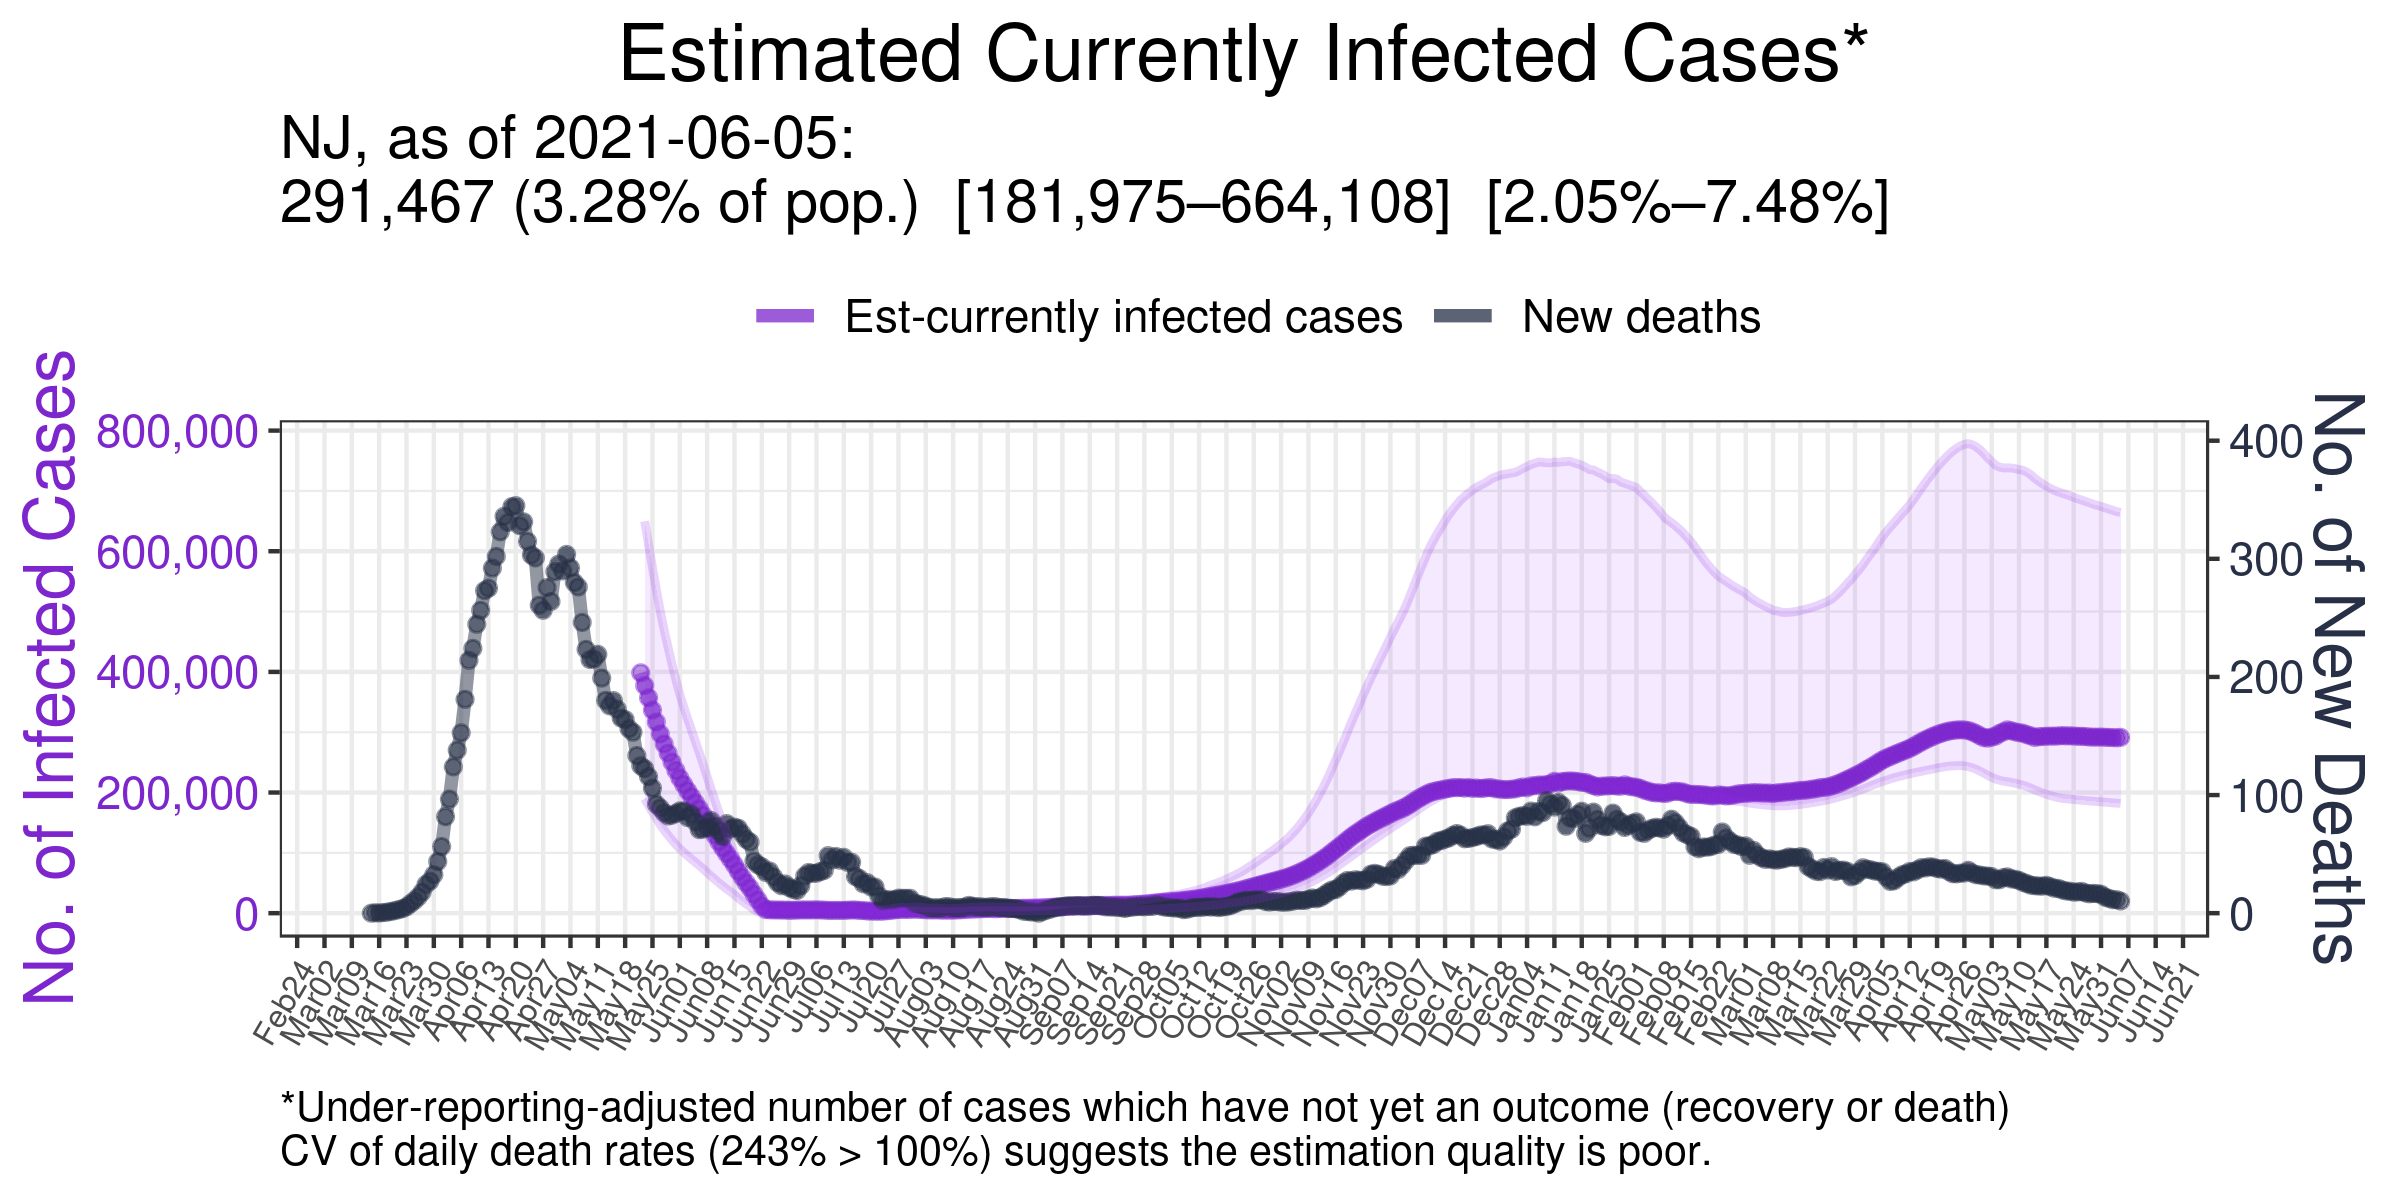 Estimated Currently Infected Cases*
NJ, as of 2021-06-05:
291,467 (3.28% of pop.)  [181,975–664,108]  [2.05%–7.48%]
Est-currently infected cases
New deaths
No. of Infected Cases
800,000
600,000
400,000
200,000
0
400
300
200
100
0
No. of New Deaths
Feb24
Mar02
Mar09
Mar16
Mar23
Mar30
Apr06
Apr13
Apr20
Apr27
May04
May11
May18
May25
Jun01
Jun08
Jun15
Jun22
Jun29
Jul06
Jul13
Jul20
Jul27
Aug03
Aug10
Aug17
Aug24
Aug31
Sep07
Sep14
Sep21
Sep28
Oct05
Oct12
Oct19
Oct26
Nov02
Nov09
Nov16
Nov23
Nov30
Dec07
Dec14
Dec21
Dec28
Jan04
Jan11
Jan18
Jan25
Feb01
Feb08
Feb15
Feb22
Mar01
Mar08
Mar15
Mar22
Mar29
Apr05
Apr12
Apr19
Apr26
May03
May10
May17
May24
May31
Jun07
Jun14
Jun21
*Under-reporting-adjusted number of cases which have not yet an outcome (recovery or death)
CV of daily death rates (243% > 100%) suggests the estimation quality is poor.